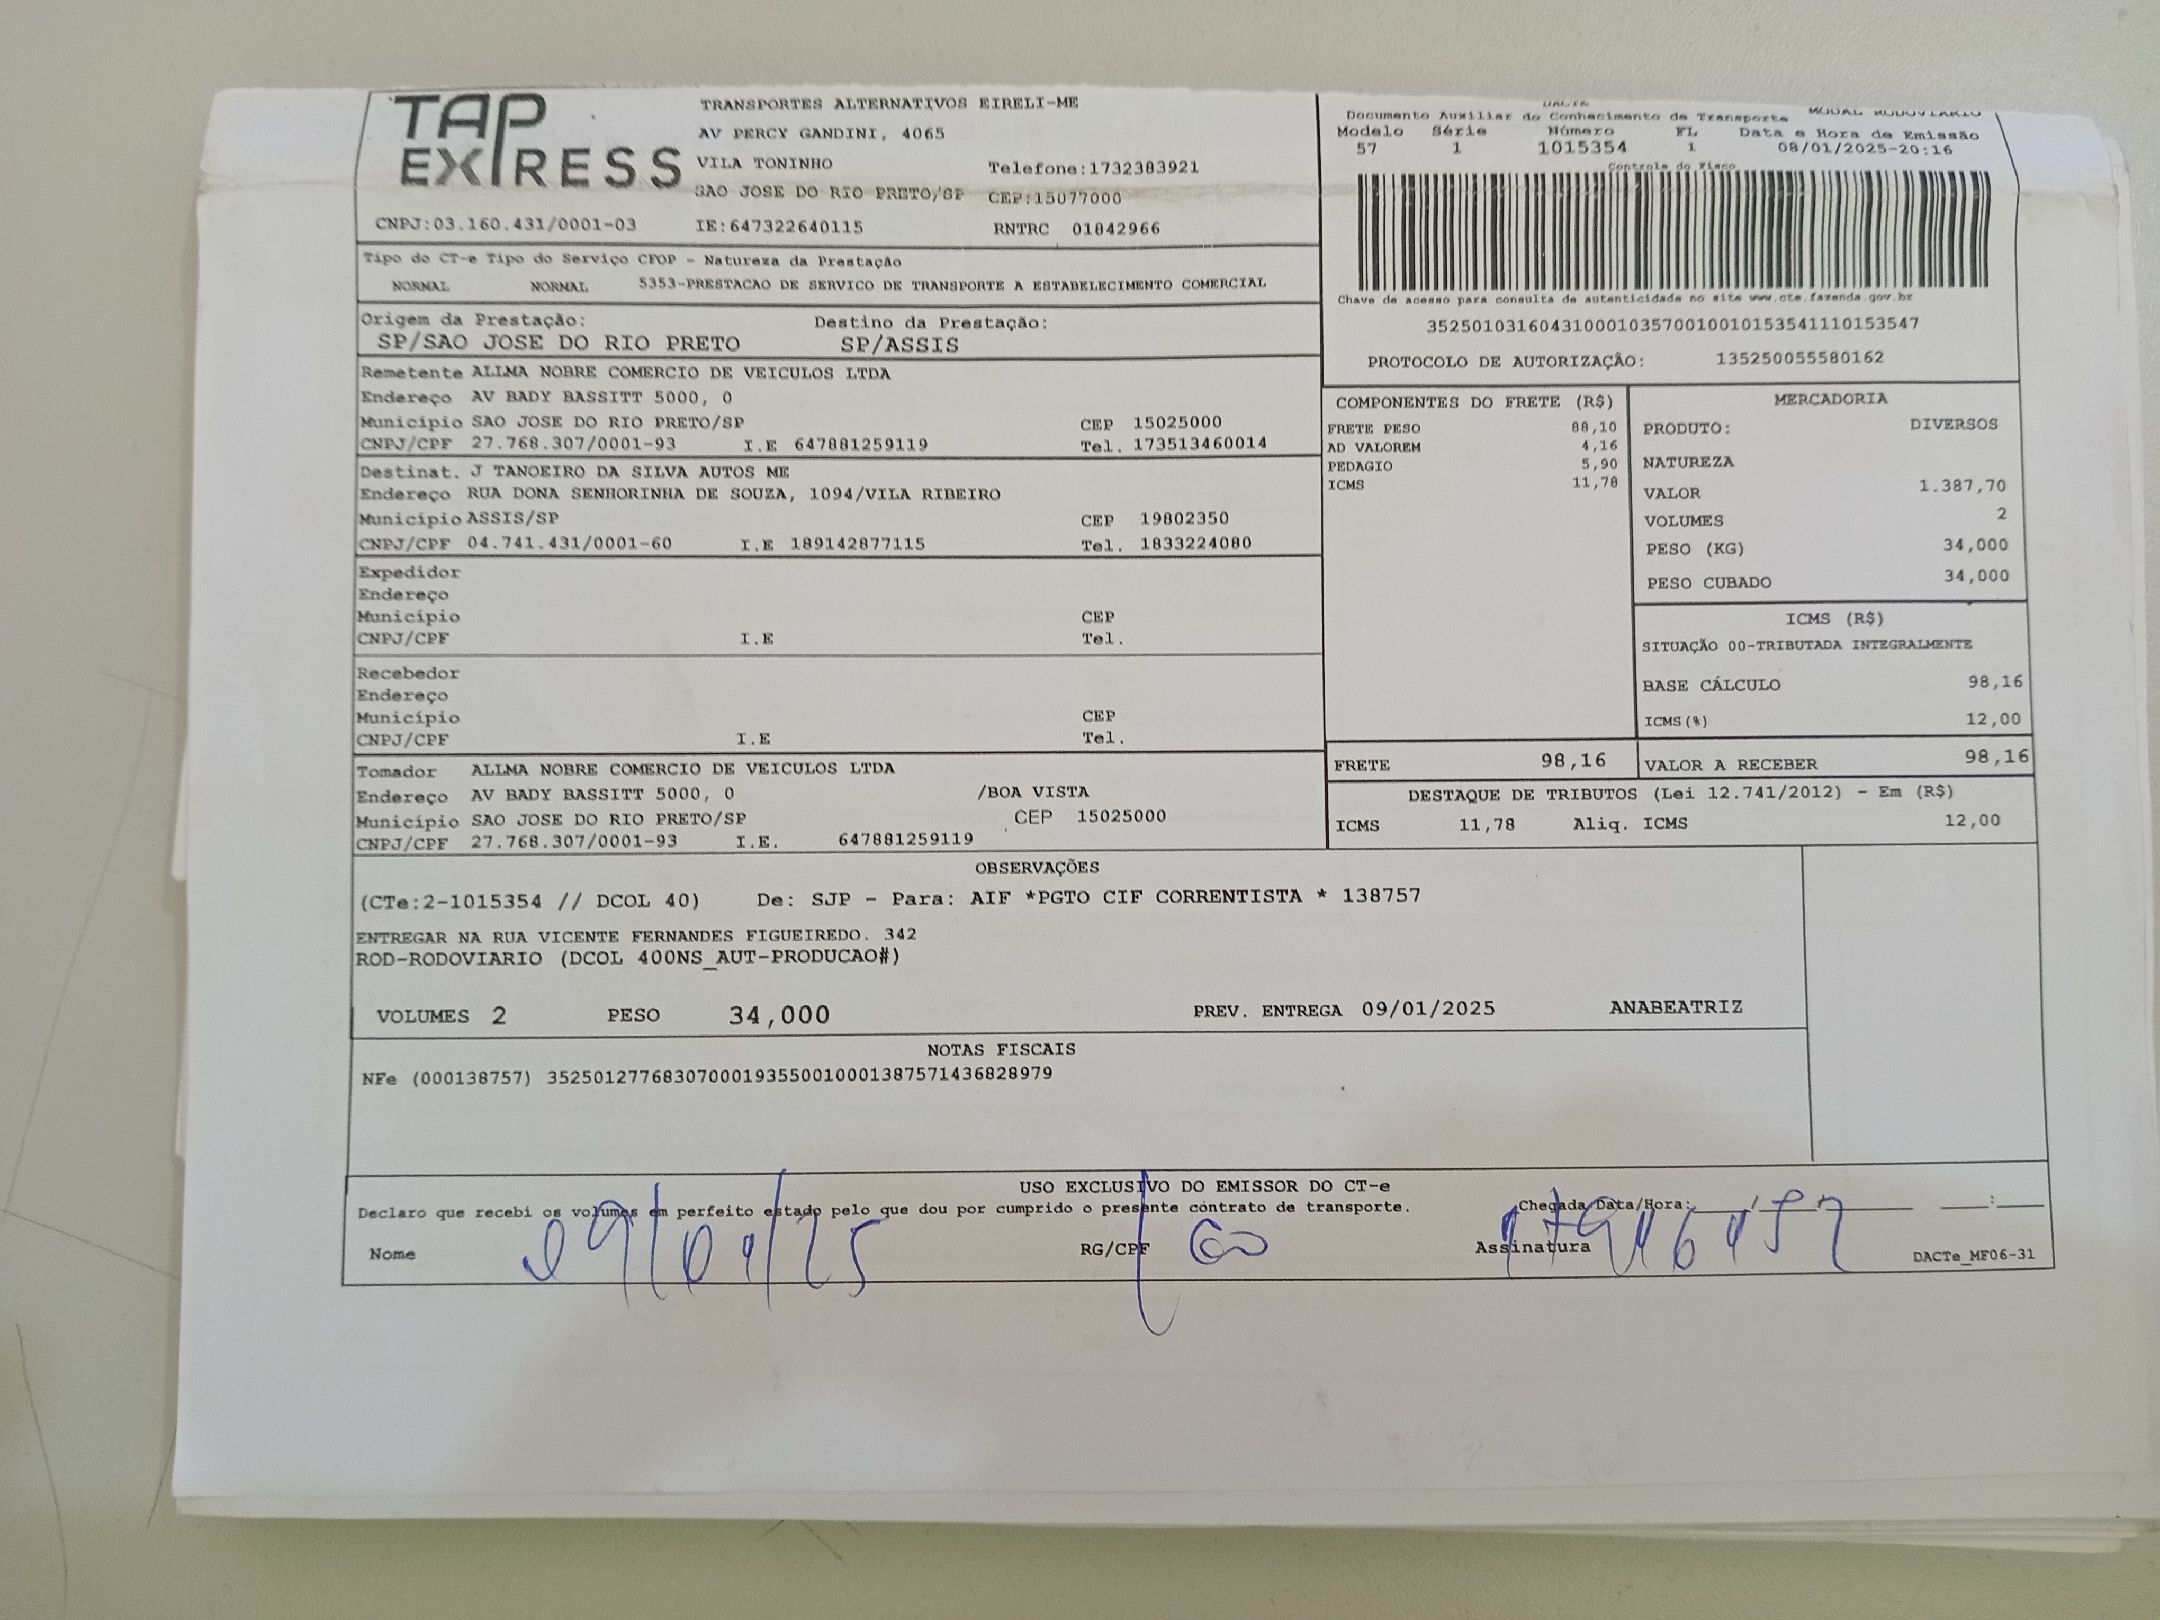 TAP EXPRESS
TRANSPORTES ALTERNATIVOS EIRELI-ME
AV PERCY GANDINI, 4065
VILA TONINHO Telefone:1732383921
SAO JOSE DO RIO PRETO/SP CEP:15077000
CNPJ:03.160.431/0001-03 IE:647322640115 RNTRC 01842966
DACTE MODAL RODOVIARIO
Documento Auxiliar do Conhecimento de Transporte
Modelo Série Número FL Data e Hora de Emissão
57 1 1015354 1 08/01/2025-20:16
Controle do Fisco
Chave de acesso para consulta de autenticidade no site www.cte.fazenda.gov.br
35250103160431000103570010010153541110153547
PROTOCOLO DE AUTORIZAÇÃO: 135250055580162
Tipo do CT-e Tipo do Serviço CFOP - Natureza da Prestação
NORMAL NORMAL 5353-PRESTACAO DE SERVICO DE TRANSPORTE A ESTABELECIMENTO COMERCIAL
Origem da Prestação: Destino da Prestação:
SP/SAO JOSE DO RIO PRETO SP/ASSIS
Remetente ALLMA NOBRE COMERCIO DE VEICULOS LTDA
Endereço AV BADY BASSITT 5000, 0
Município SAO JOSE DO RIO PRETO/SP CEP 15025000
CNPJ/CPF 27.768.307/0001-93 I.E 647881259119 Tel. 173513460014
Destinat. J TANOEIRO DA SILVA AUTOS ME
Endereço RUA DONA SENHORINHA DE SOUZA, 1094/VILA RIBEIRO
Município ASSIS/SP CEP 19802350
CNPJ/CPF 04.741.431/0001-60 I.E 189142877115 Tel. 1833224080
Expedidor
Endereço
Município CEP
CNPJ/CPF I.E Tel.
Recebedor
Endereço
Município CEP
CNPJ/CPF I.E Tel.
Tomador ALLMA NOBRE COMERCIO DE VEICULOS LTDA
Endereço AV BADY BASSITT 5000, 0 /BOA VISTA
Município SAO JOSE DO RIO PRETO/SP CEP 15025000
CNPJ/CPF 27.768.307/0001-93 I.E. 647881259119
COMPONENTES DO FRETE (R$)
FRETE PESO 88,10
AD VALOREM 4,16
PEDAGIO 5,90
ICMS 11,78
MERCADORIA
PRODUTO: DIVERSOS
NATUREZA
VALOR 1.387,70
VOLUMES 2
PESO (KG) 34,000
PESO CUBADO 34,000
ICMS (R$)
SITUAÇÃO 00-TRIBUTADA INTEGRALMENTE
BASE CÁLCULO 98,16
ICMS(%) 12,00
FRETE 98,16 VALOR A RECEBER 98,16
DESTAQUE DE TRIBUTOS (Lei 12.741/2012) - Em (R$)
ICMS 11,78 Aliq. ICMS 12,00
OBSERVAÇÕES
(CTe:2-1015354 // DCOL 40) De: SJP - Para: AIF *PGTO CIF CORRENTISTA * 138757
ENTREGAR NA RUA VICENTE FERNANDES FIGUEIREDO. 342
ROD-RODOVIARIO (DCOL 400NS_AUT-PRODUCAO#)
VOLUMES 2 PESO 34,000 PREV. ENTREGA 09/01/2025 ANABEATRIZ
NOTAS FISCAIS
NFe (000138757) 35250127768307000193550010001387571436828979
USO EXCLUSIVO DO EMISSOR DO CT-e
Declaro que recebi os volumes em perfeito estado pelo que dou por cumprido o presente contrato de transporte. Chegada Data/Hora:____/____/____ ___:___
Nome 09/01/25 RG/CPF Assinatura DACTe_MF06-31